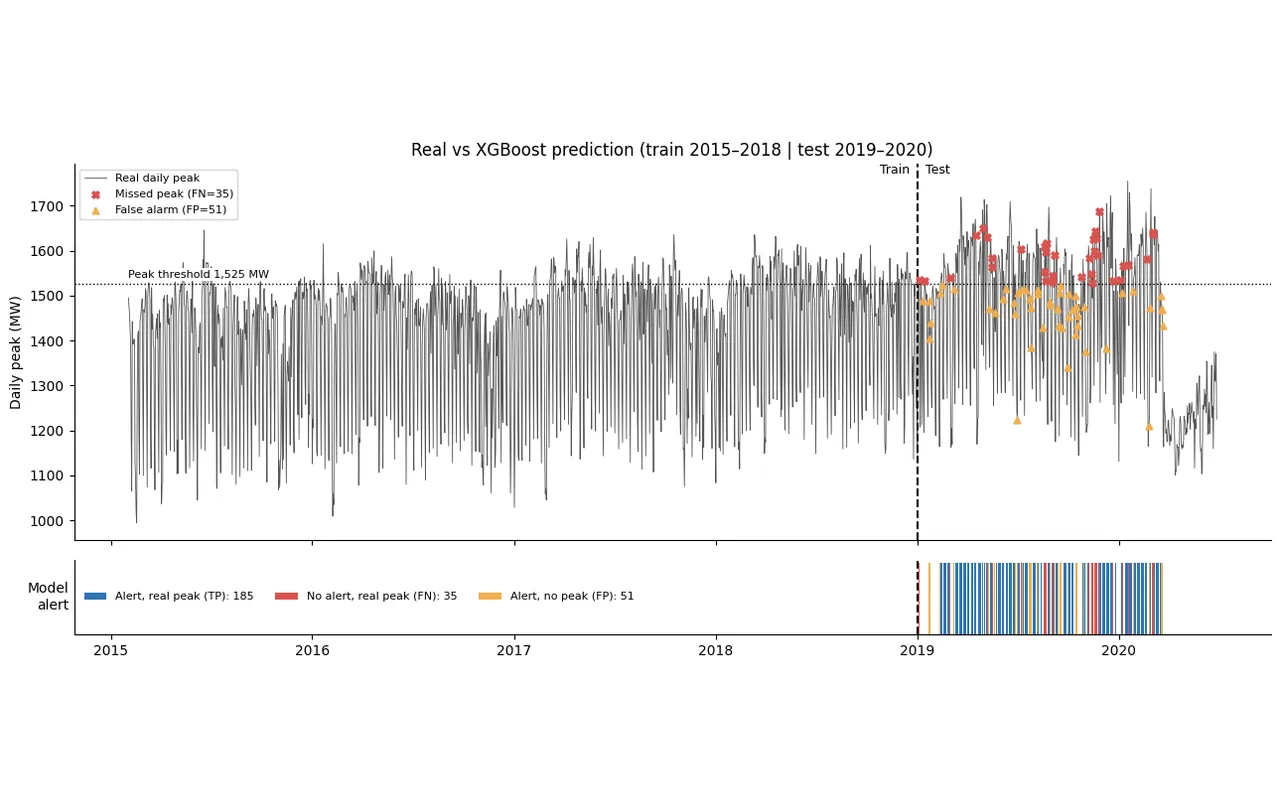 Real vs XGBoost prediction (train 2015–2018 | test 2019–2020)
Train
Test
Real daily peak
Missed peak (FN=35)
False alarm (FP=51)
Peak threshold 1,525 MW
Daily peak (MW)
1700
1600
1500
1400
1300
1200
1100
1000
Model
alert
Alert, real peak (TP): 185
No alert, real peak (FN): 35
Alert, no peak (FP): 51
2015
2016
2017
2018
2019
2020